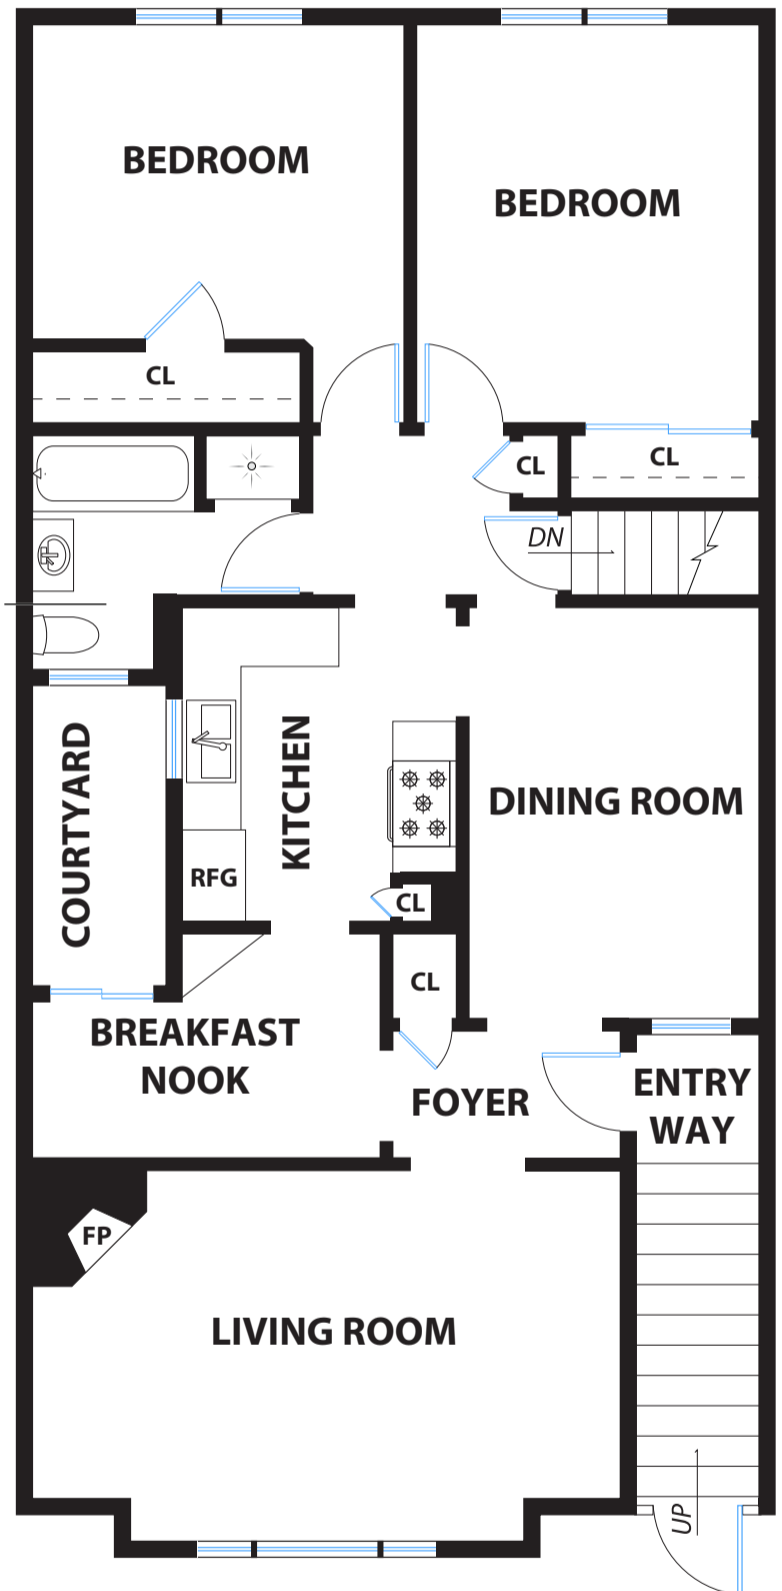 BEDROOM
BEDROOM
CL
CL
CL
DN
COURTYARD
KITCHEN
DINING ROOM
RFG
CL
CL
BREAKFAST
NOOK
FOYER
ENTRY
WAY
FP
LIVING ROOM
UP